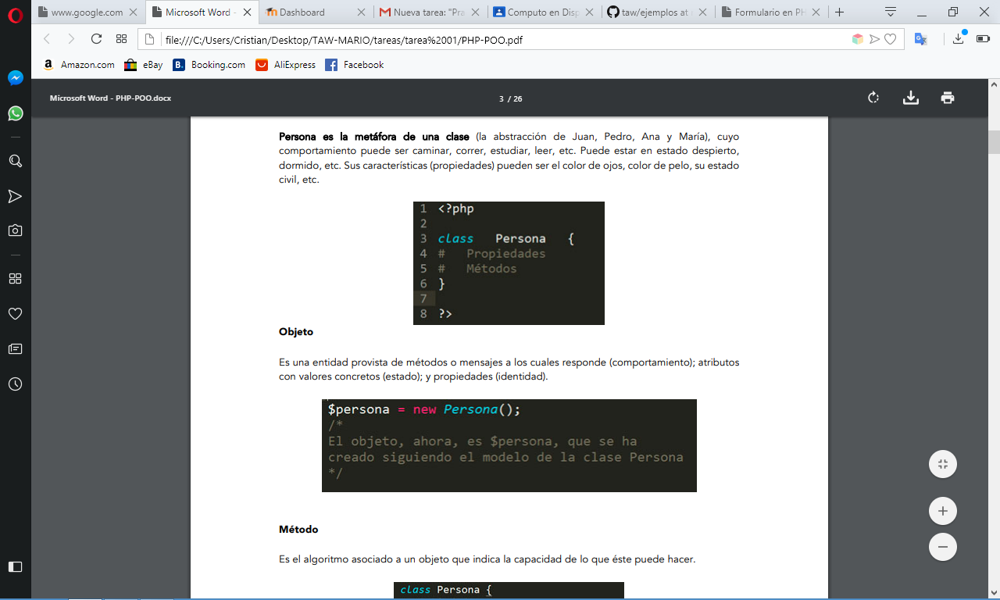 www.google.com
Microsoft Word -
Dashboard
Nueva tarea: "Pra
Computo en Disp
taw/ejemplos at
Formulario en PH
file:///C:/Users/Cristian/Desktop/TAW-MARIO/tareas/tarea%2001/PHP-POO.pdf
Amazon.com
eBay
B. Booking.com
AliExpress
Facebook
Microsoft Word - PHP-POO.docx
3 / 26
Persona es la metáfora de una clase (la abstracción de Juan, Pedro, Ana y María), cuyo
comportamiento puede ser caminar, correr, estudiar, leer, etc. Puede estar en estado despierto,
dormido, etc. Sus características (propiedades) pueden ser el color de ojos, color de pelo, su estado
civil, etc.
1 <?php
2
3 class Persona {
4 # Propiedades
5 # Métodos
6 }
7
8 ?>
Objeto
Es una entidad provista de métodos o mensajes a los cuales responde (comportamiento); atributos
con valores concretos (estado); y propiedades (identidad).
$persona = new Persona();
/*
El objeto, ahora, es $persona, que se ha
creado siguiendo el modelo de la clase Persona
*/
Método
Es el algoritmo asociado a un objeto que indica la capacidad de lo que éste puede hacer.
class Persona {